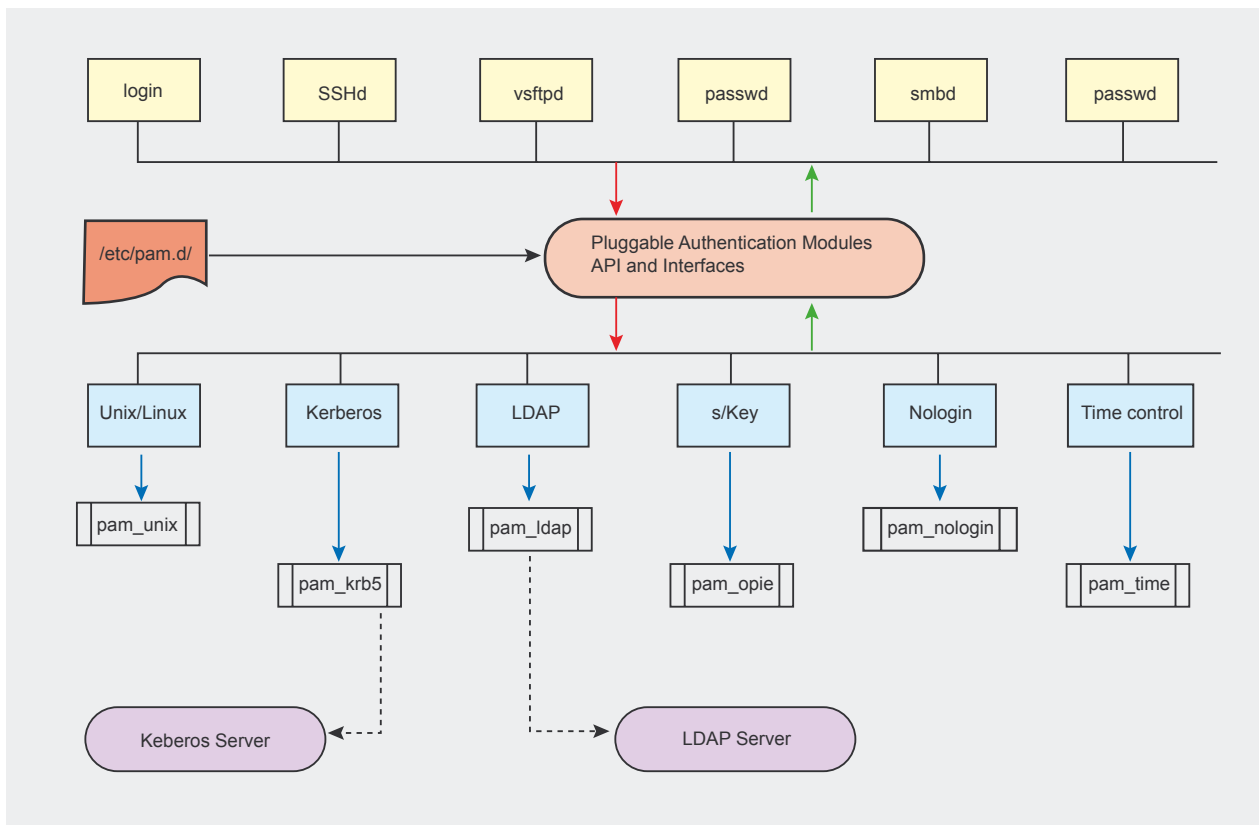 login
SSHd
vsftpd
passwd
smbd
passwd
/etc/pam.d/
Pluggable Authentication Modules
API and Interfaces
Unix/Linux
Kerberos
LDAP
s/Key
Nologin
Time control
pam_unix
pam_ldap
pam_nologin
pam_krb5
pam_opie
pam_time
Keberos Server
LDAP Server